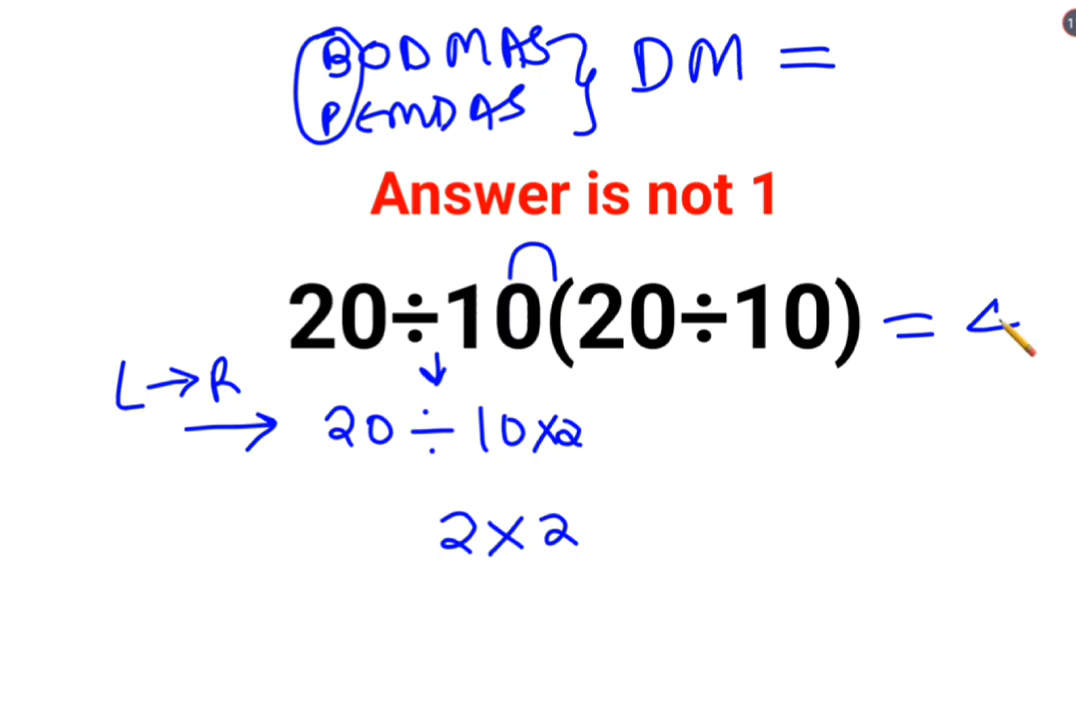 BODMAS } DM =
PEMDAS
Answer is not 1
20÷10(20÷10) = 4
L→R
20 ÷ 10×2
2×2